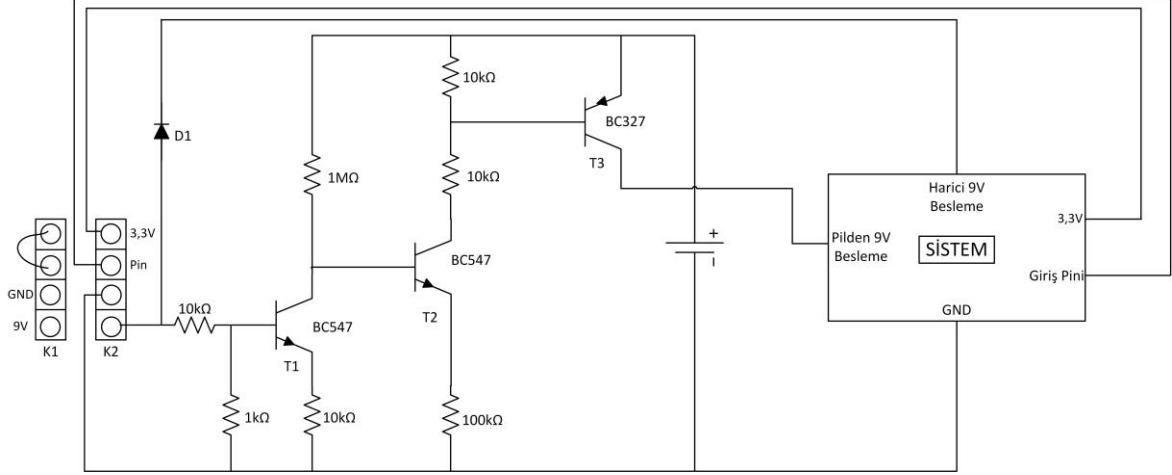 D1
1MΩ
10kΩ
10kΩ
BC327
T3
3,3V
Pin
GND
9V
K1
K2
10kΩ
1kΩ
BC547
T1
10kΩ
BC547
T2
100kΩ
+
-
Harici 9V
Besleme
Pilden 9V
Besleme
SİSTEM
3,3V
Giriş Pini
GND